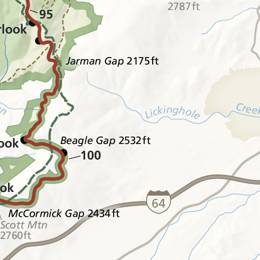 2787ft
95
rlook
Jarman Gap 2175ft
Lickinghole
Creek
Beagle Gap 2532ft
ook
100
64
ok
McCormick Gap 2434ft
Scott Mtn
2760ft